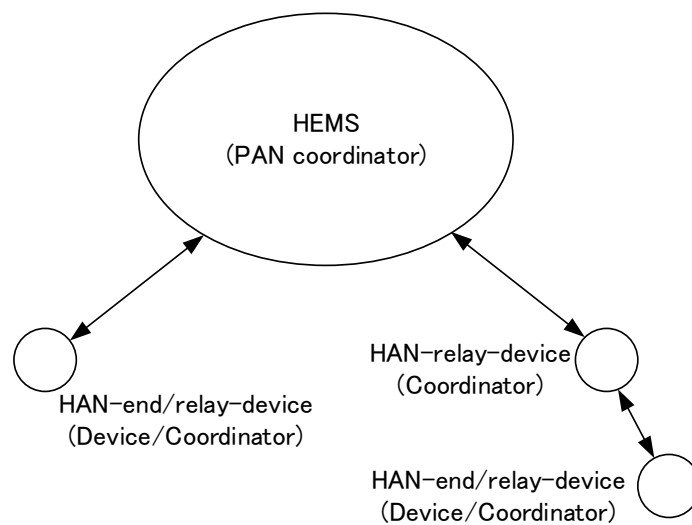 HEMS
(PAN coordinator)
HAN-relay-device
(Coordinator)
HAN-end/relay-device
(Device/Coordinator)
HAN-end/relay-device
(Device/Coordinator)